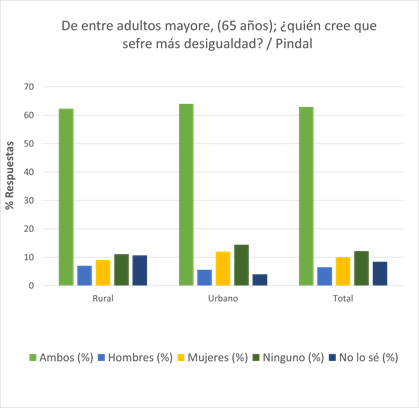 De entre adultos mayore, (65 años); ¿quién cree que
sefre más desigualdad? / Pindal
70
60
50
40
30
20
10
0
% Respuestas
Rural Urbano Total
Ambos (%) Hombres (%) Mujeres (%) Ninguno (%) No lo sé (%)